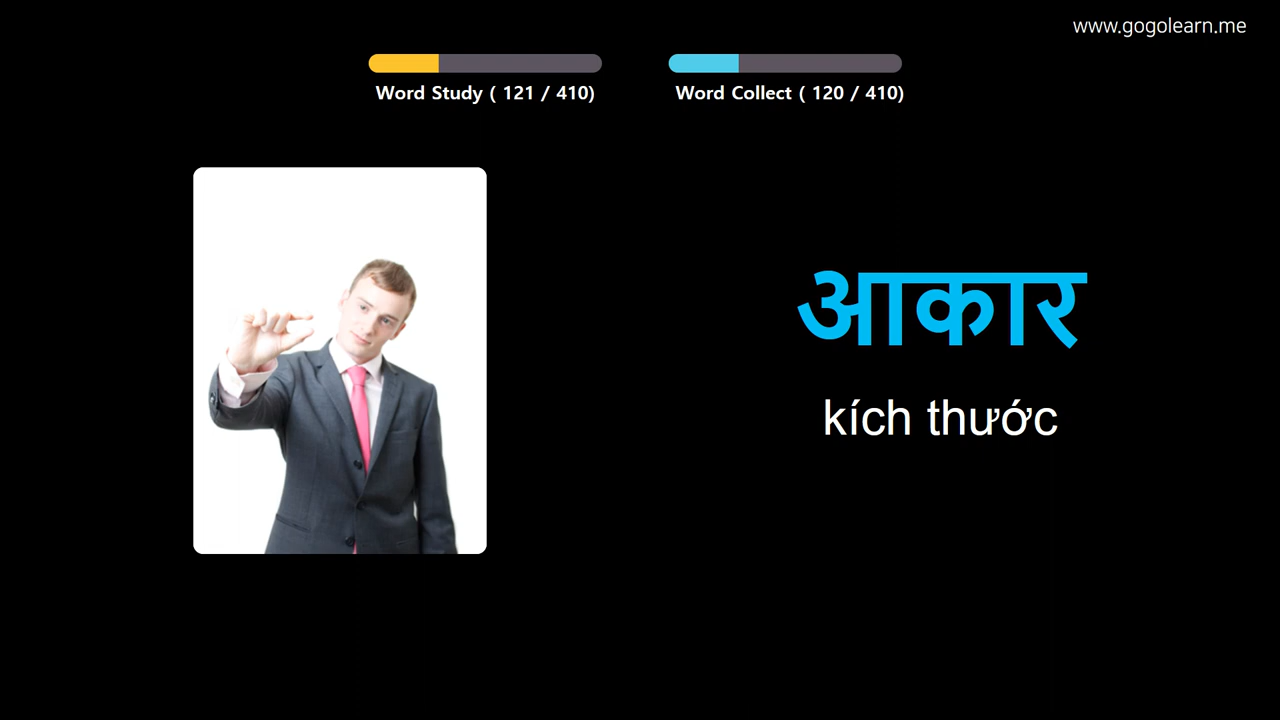 www.gogolearn.me
Word Study ( 121 / 410)
Word Collect ( 120 / 410)
आकार
kích thước